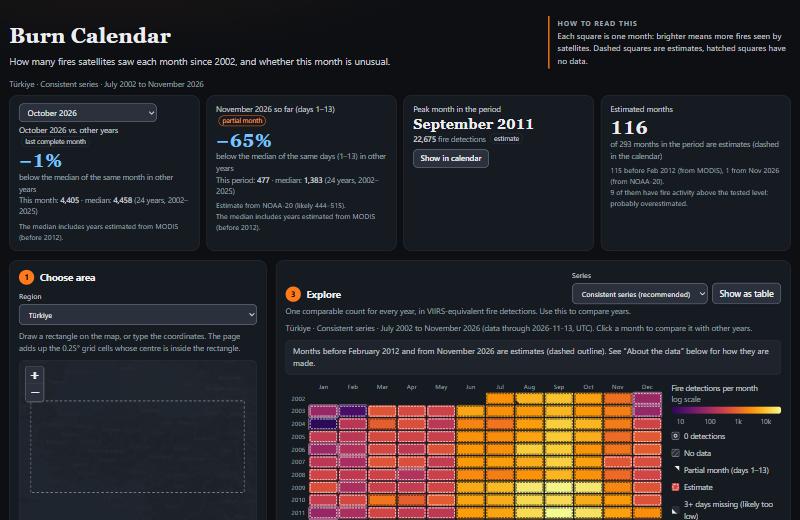 Burn Calendar
How many fires satellites saw each month since 2002, and whether this month is unusual.
HOW TO READ THIS
Each square is one month: brighter means more fires seen by
satellites. Dashed squares are estimates, hatched squares have
no data.
Türkiye · Consistent series · July 2002 to November 2026
October 2026
October 2026 vs. other years
last complete month
−1%
below the median of the same month in other
years
This month: 4,405 · median: 4,458 (24 years, 2002–
2025)
The median includes years estimated from MODIS
(before 2012).
November 2026 so far (days 1–13)
partial month
−65%
below the median of the same days (1–13) in other
years
This period: 477 · median: 1,383 (24 years, 2002–
2025)
Estimate from NOAA-20 (likely 444–515).
The median includes years estimated from MODIS
(before 2012).
Peak month in the period
September 2011
22,675 fire detections estimate
Show in calendar
Estimated months
116
of 293 months in the period are estimates (dashed
in the calendar)
115 before Feb 2012 (from MODIS), 1 from Nov 2026
(from NOAA-20).
9 of them have fire activity above the tested level:
probably overestimated.
1 Choose area
Region
Türkiye
Draw a rectangle on the map, or type the coordinates. The page
adds up the 0.25° grid cells whose centre is inside the rectangle.
+
−
3 Explore
Series
Consistent series (recommended)
Show as table
One comparable count for every year, in VIIRS-equivalent fire detections. Use this to compare years.
Türkiye · Consistent series · July 2002 to November 2026 (data through 2026-11-13, UTC). Click a month to compare it with other years.
Months before February 2012 and from November 2026 are estimates (dashed outline). See "About the data" below for how they are
made.
Jan Feb Mar Apr May Jun Jul Aug Sep Oct Nov Dec
2002
2003
2004
2005
2006
2007
2008
2009
2010
2011
Fire detections per month
log scale
10 100 1k 10k
0 detections
No data
Partial month (days 1–13)
Estimate
3+ days missing (likely too
low)